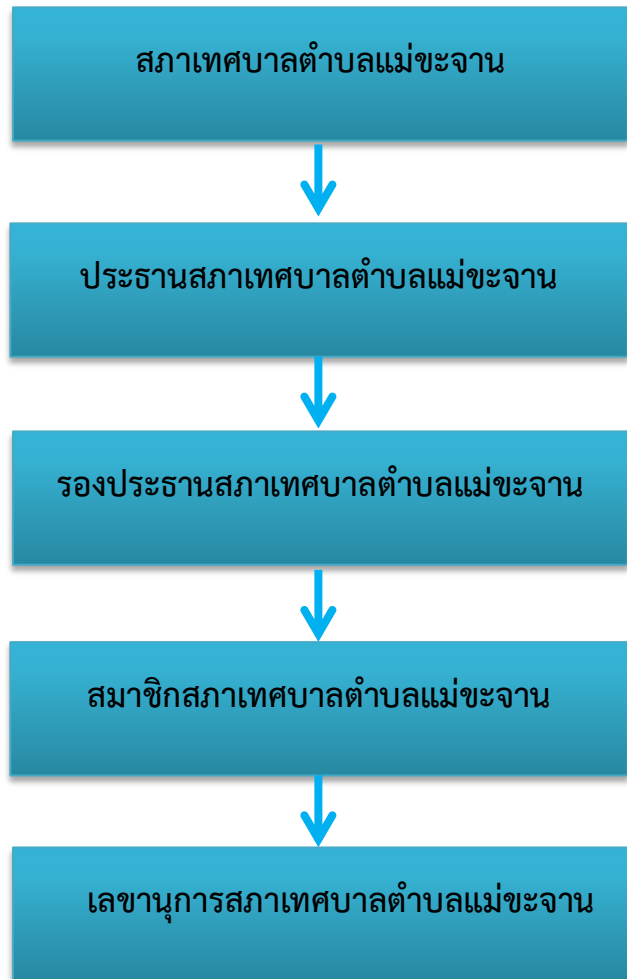 สภาเทศบาลตำบลแม่ขะจาน
ประธานสภาเทศบาลตำบลแม่ขะจาน
รองประธานสภาเทศบาลตำบลแม่ขะจาน
สมาชิกสภาเทศบาลตำบลแม่ขะจาน
เลขานุการสภาเทศบาลตำบลแม่ขะจาน